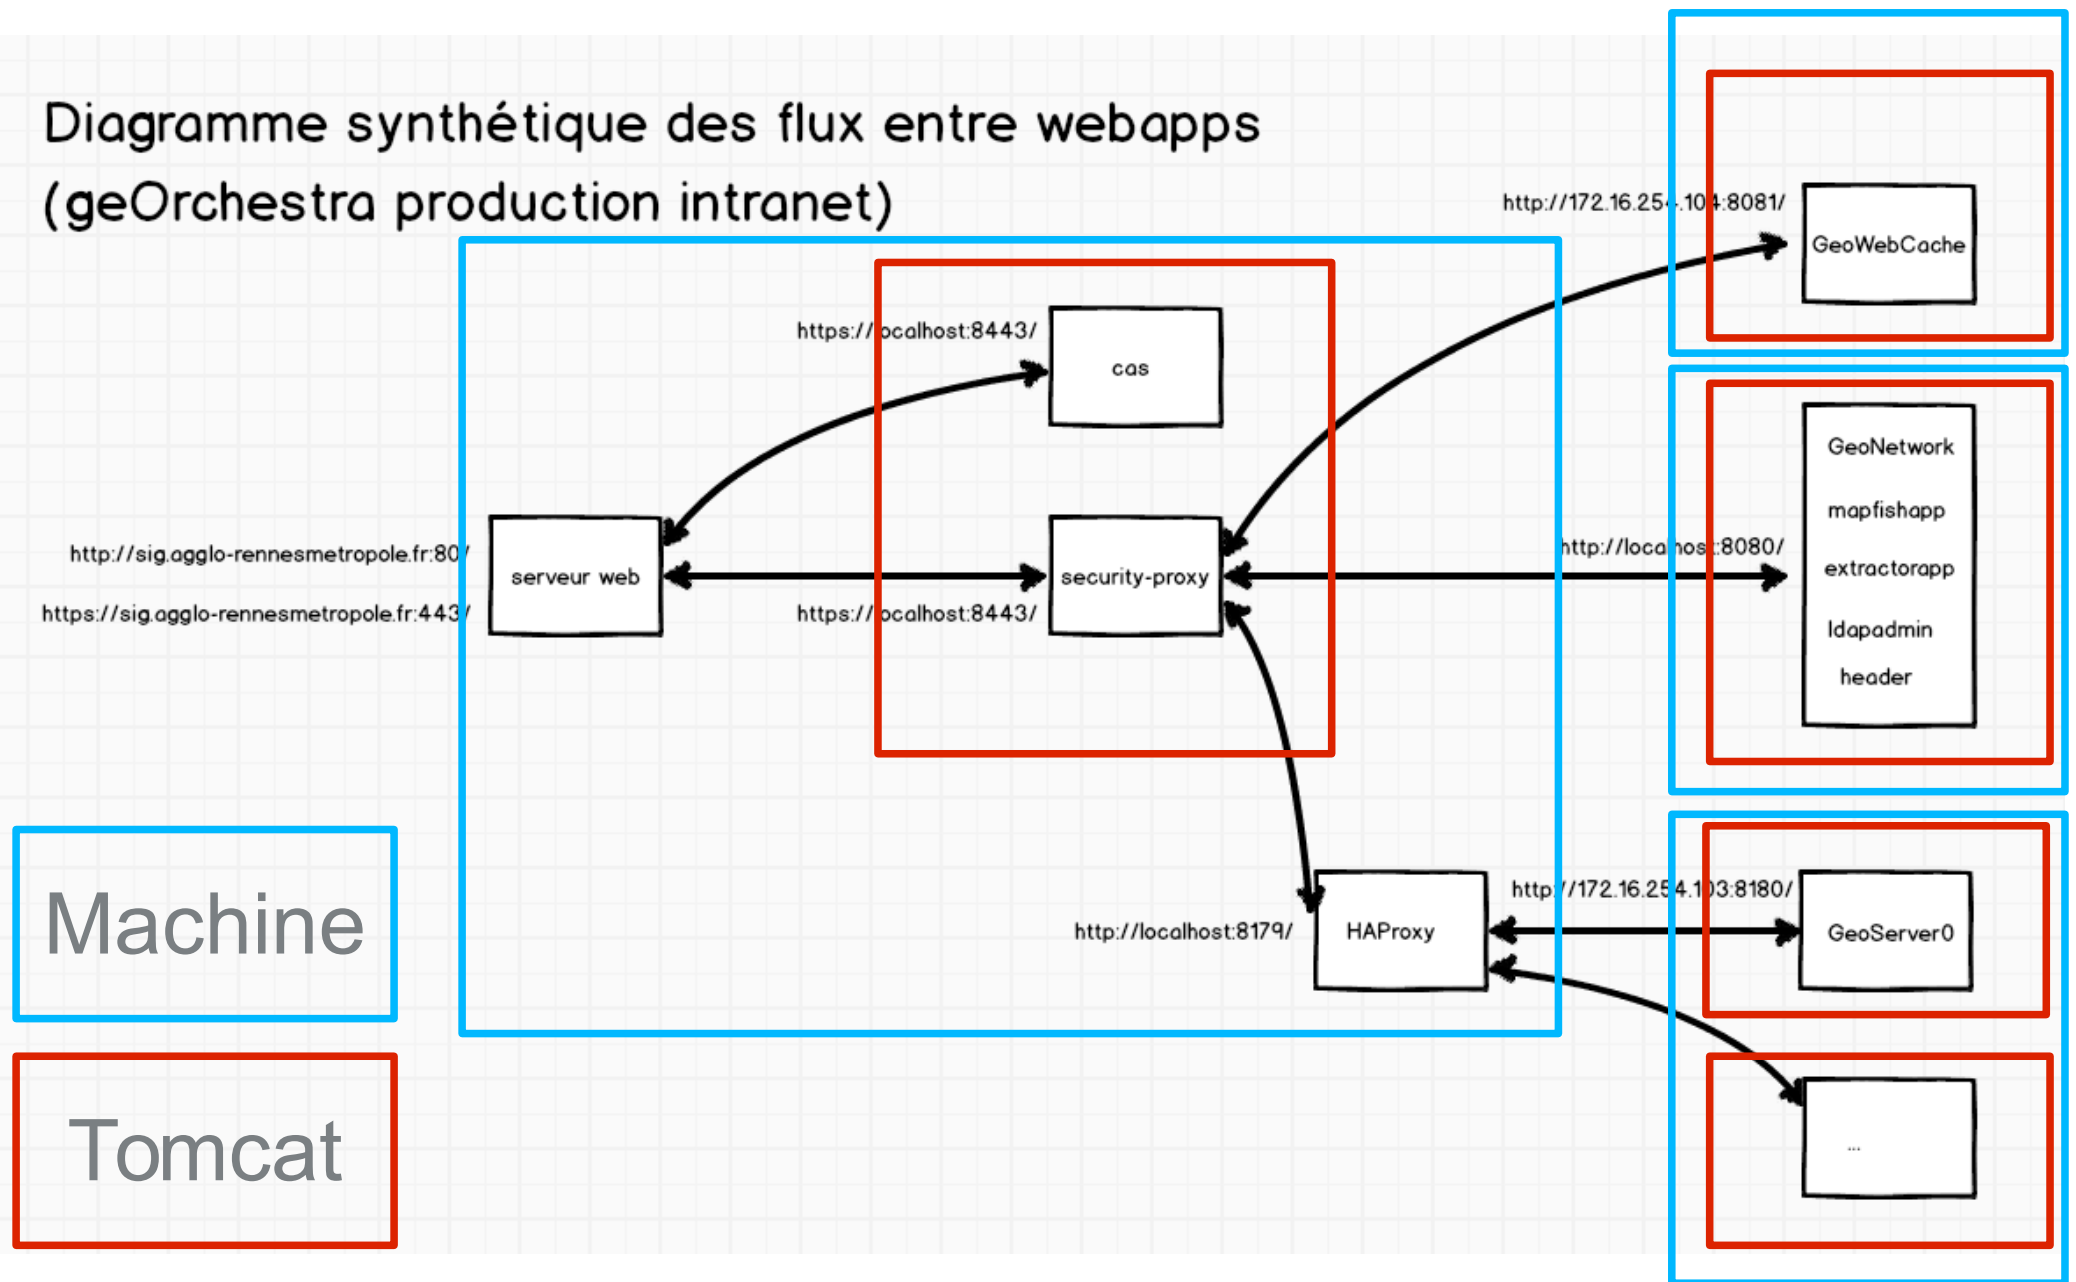 Diagramme synthétique des flux entre webapps
(geOrchestra production intranet)
http://172.16.254.104:8081/
GeoWebCache
https://localhost:8443/
cas
GeoNetwork
mapfishapp
extractorapp
ldapadmin
header
http://sig.agglo-rennesmetropole.fr:80/
https://sig.agglo-rennesmetropole.fr:443/
serveur web
https://localhost:8443/
security-proxy
http://localhost:8080/
http://localhost:8179/
HAProxy
http://172.16.254.103:8180/
GeoServer0
...
Machine
Tomcat